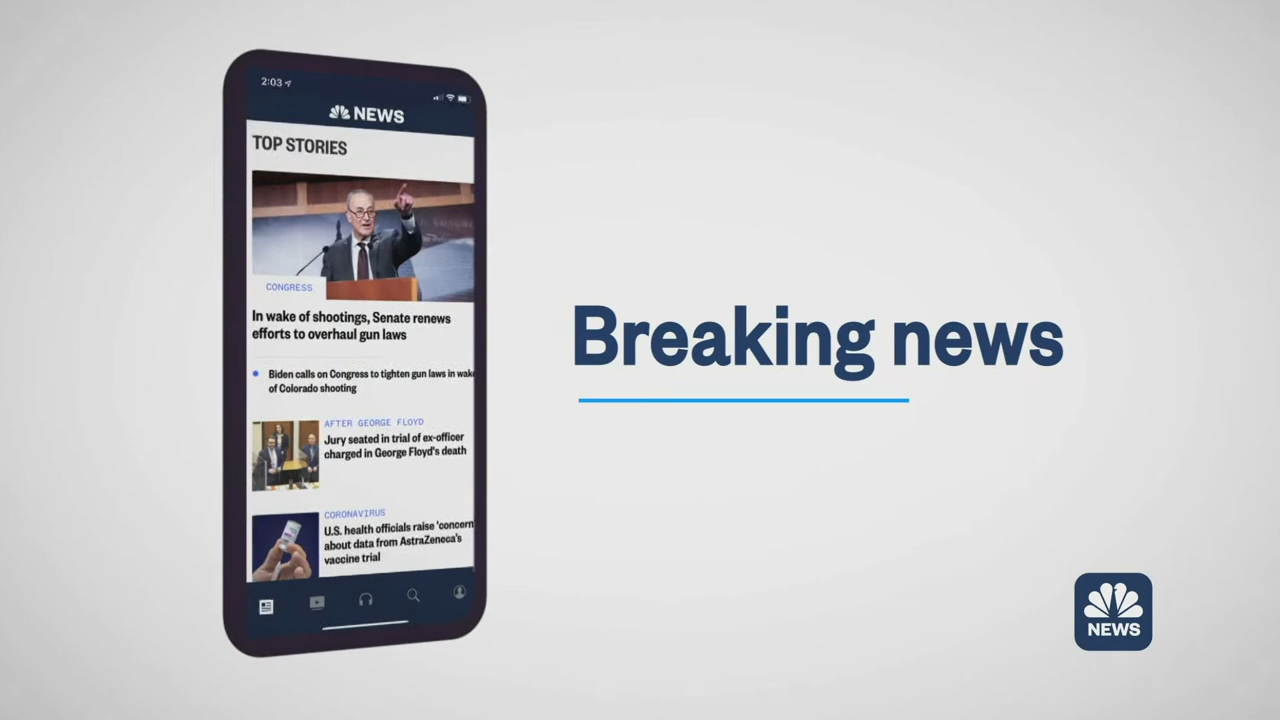 2:03
NEWS
TOP STORIES
CONGRESS
In wake of shootings, Senate renews
efforts to overhaul gun laws
Biden calls on Congress to tighten gun laws in wake
of Colorado shooting
AFTER GEORGE FLOYD
Jury seated in trial of ex-officer
charged in George Floyd's death
CORONAVIRUS
U.S. health officials raise 'concern
about data from AstraZeneca's
vaccine trial
Breaking news
NEWS